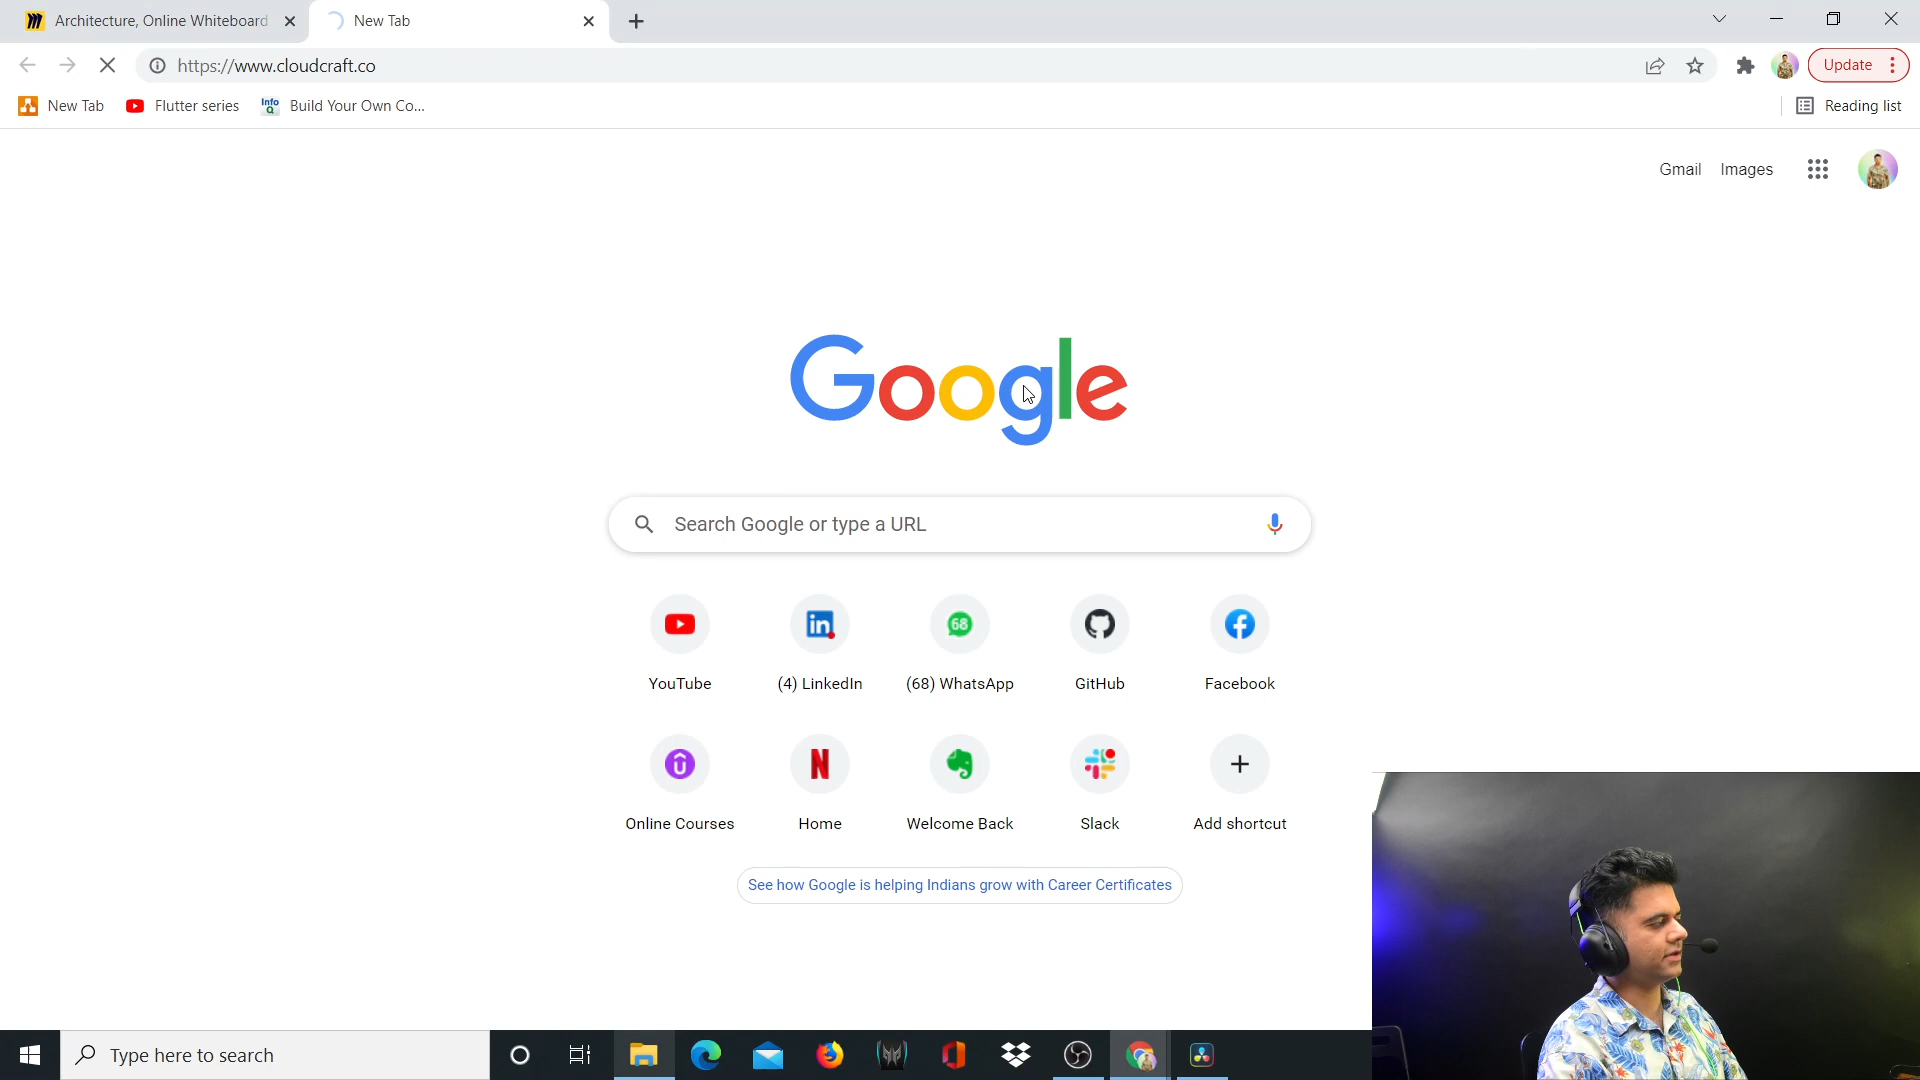 Architecture, Online Whiteboard
New Tab
https://www.cloudcraft.co
Update
New Tab
Flutter series
Info Q
Build Your Own Co...
Reading list
Gmail
Images
Google
Search Google or type a URL
in
68
YouTube
(4) LinkedIn
(68) WhatsApp
GitHub
Facebook
Online Courses
Home
Welcome Back
Slack
Add shortcut
See how Google is helping Indians grow with Career Certificates
Type here to search